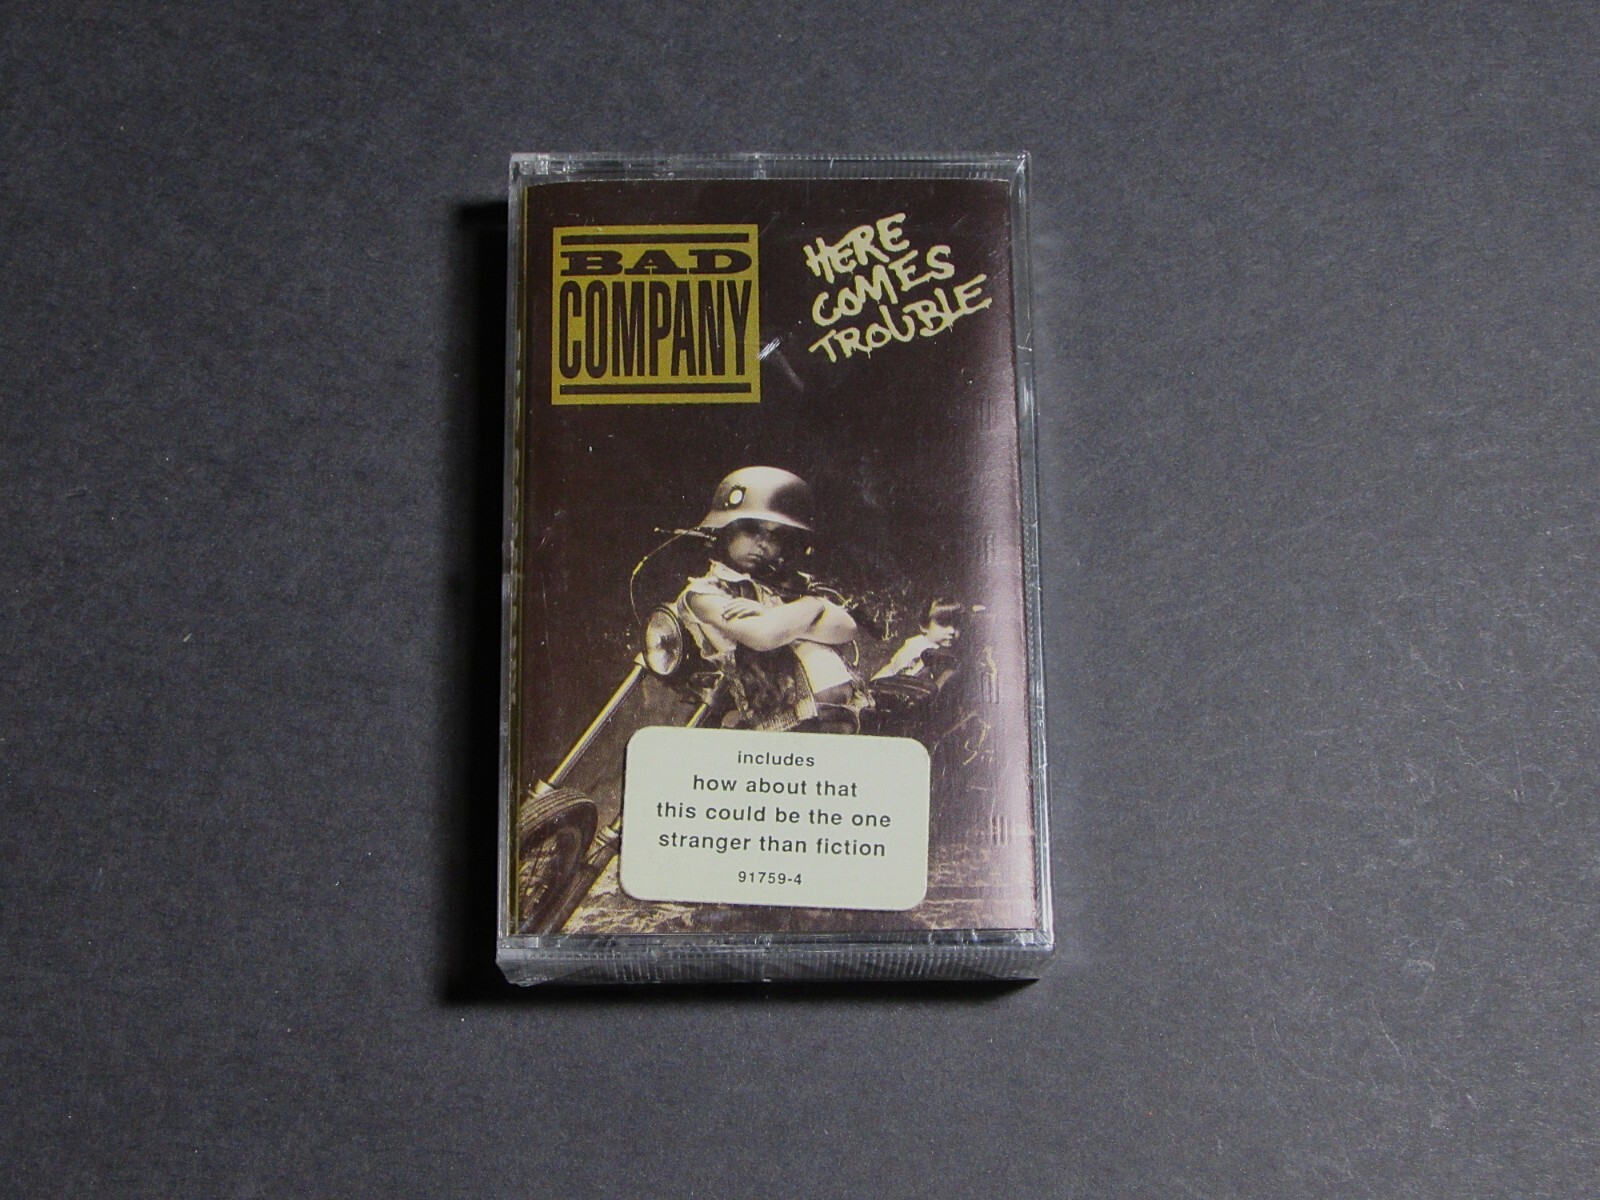 BAD
COMPANY
HERE
COMES
TROUBLE
includes
how about that
this could be the one
stranger than fiction
91759-4